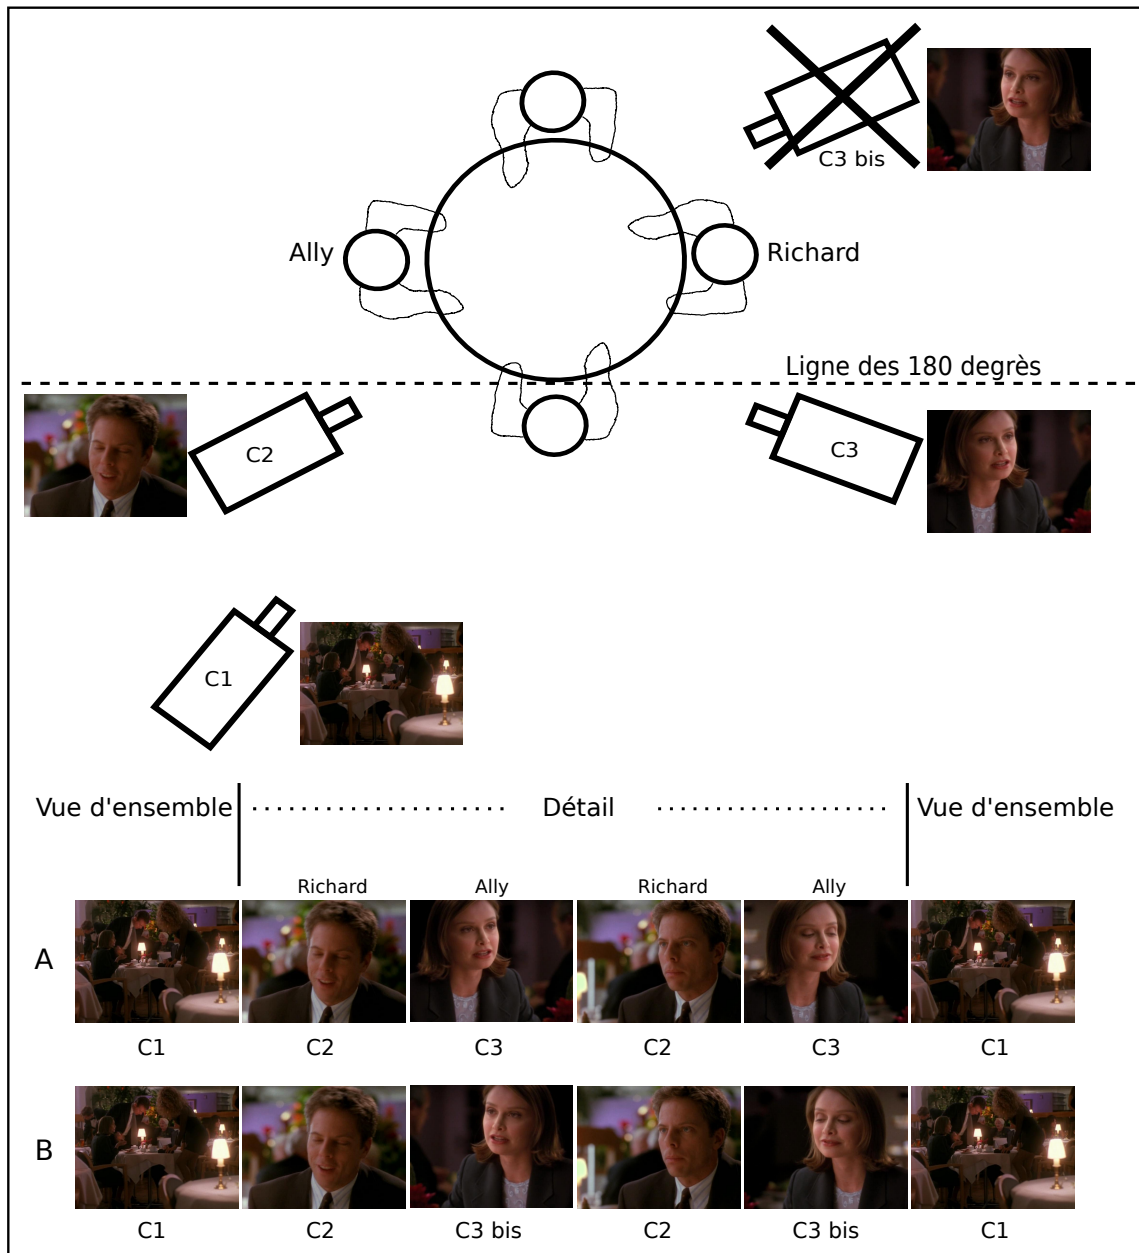 C3 bis
Ally
Richard
Ligne des 180 degrès
C2
C3
C1
Vue d'ensemble
Détail
Vue d'ensemble
Richard
Ally
Richard
Ally
A
C1
C2
C3
C2
C3
C1
B
C1
C2
C3 bis
C2
C3 bis
C1